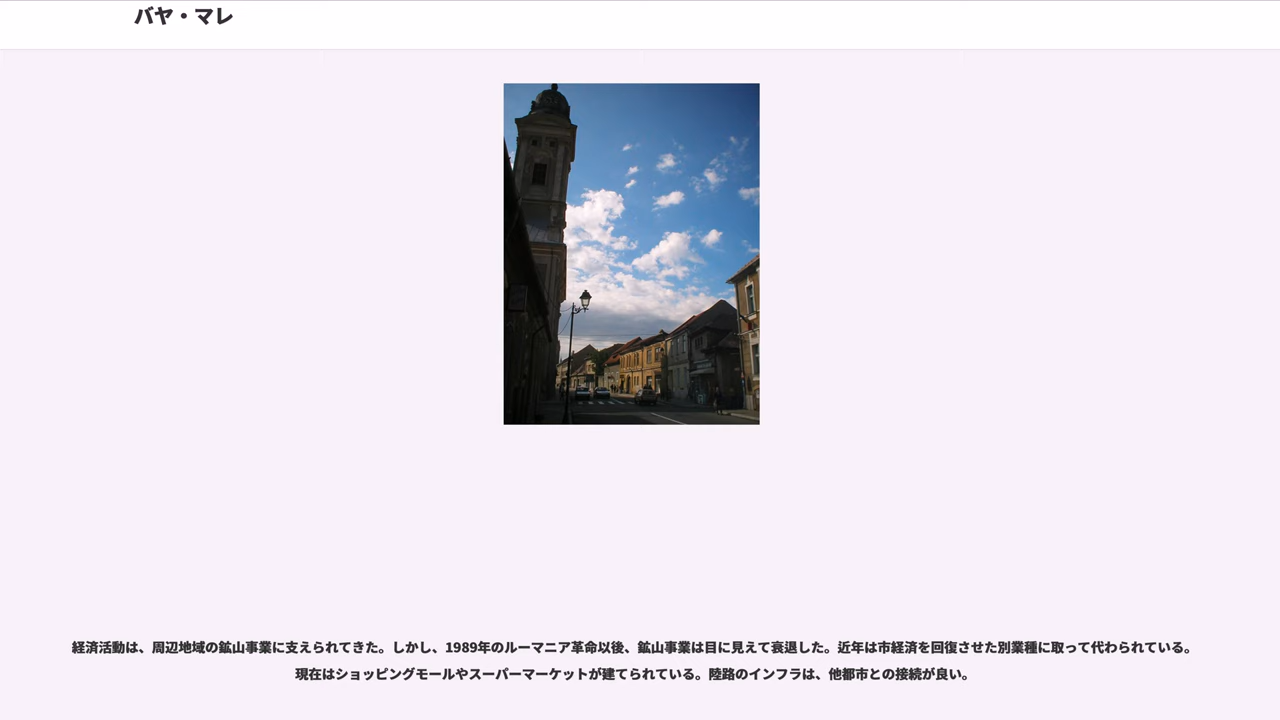 バヤ・マレ
経済活動は、周辺地域の鉱山事業に支えられてきた。しかし、1989年のルーマニア革命以後、鉱山事業は目に見えて衰退した。近年は市経済を回復させた別業種に取って代わられている。
現在はショッピングモールやスーパーマーケットが建てられている。陸路のインフラは、他都市との接続が良い。